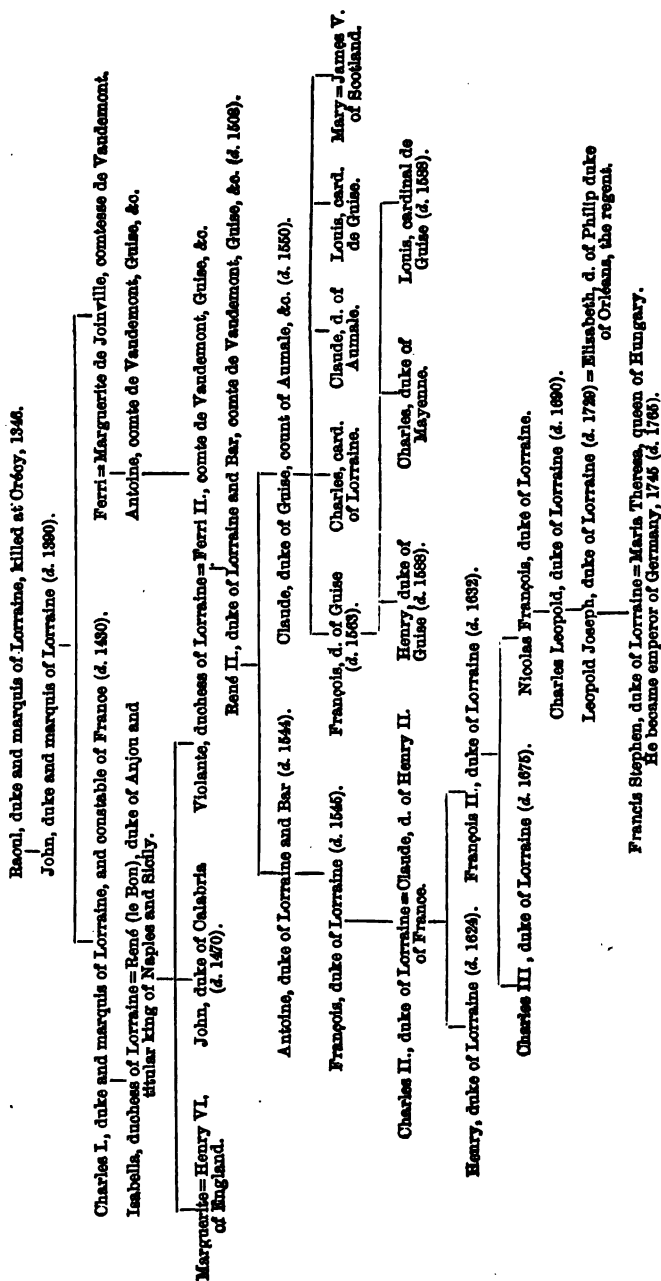 Raoul, duke and marquis of Lorraine, killed at Crécy, 1346.
John, duke and marquis of Lorraine (d. 1390).
Charles I., duke and marquis of Lorraine, and constable of France (d. 1430).
Ferri=Marguerite de Joinville, comtesse de Vaudemont.
Isabella, duchess of Lorraine=René (le Bon), duke of Anjou and
titular king of Naples and Sicily.
Antoine, comte de Vaudemont, Guise, &c.
Marguerite=Henry VI,
of England.
John, duke of Calabria
(d. 1470).
Violante, duchess of Lorraine=Ferri II., comte de Vaudemont, Guise, &c.
René II., duke of Lorraine and Bar, comte de Vaudemont, Guise, &c. (d. 1508).
Antoine, duke of Lorraine and Bar (d. 1544).
Claude, duke of Guise, count of Aumale, &c. (d. 1550).
François, duke of Lorraine (d. 1545).
François, d. of Guise
(d. 1563).
Charles, card.
of Lorraine.
Claude, d. of
Aumale.
Louis, card.
de Guise.
Mary=James V.
of Scotland.
Charles II., duke of Lorraine=Claude, d. of Henry II.
of France.
Henry, duke of
Guise (d. 1588).
Charles, duke of
Mayenne.
Louis, cardinal de
Guise (d. 1588).
Henry, duke of Lorraine (d. 1624).
François II., duke of Lorraine (d. 1632).
Charles III., duke of Lorraine (d. 1675).
Nicolas François, duke of Lorraine.
Charles Leopold, duke of Lorraine (d. 1690).
Leopold Joseph, duke of Lorraine (d. 1729)=Elisabeth, d. of Philip duke
of Orléans, the regent.
Francis Stephen, duke of Lorraine=Maria Theresa, queen of Hungary.
He became emperor of Germany, 1745 (d. 1765).